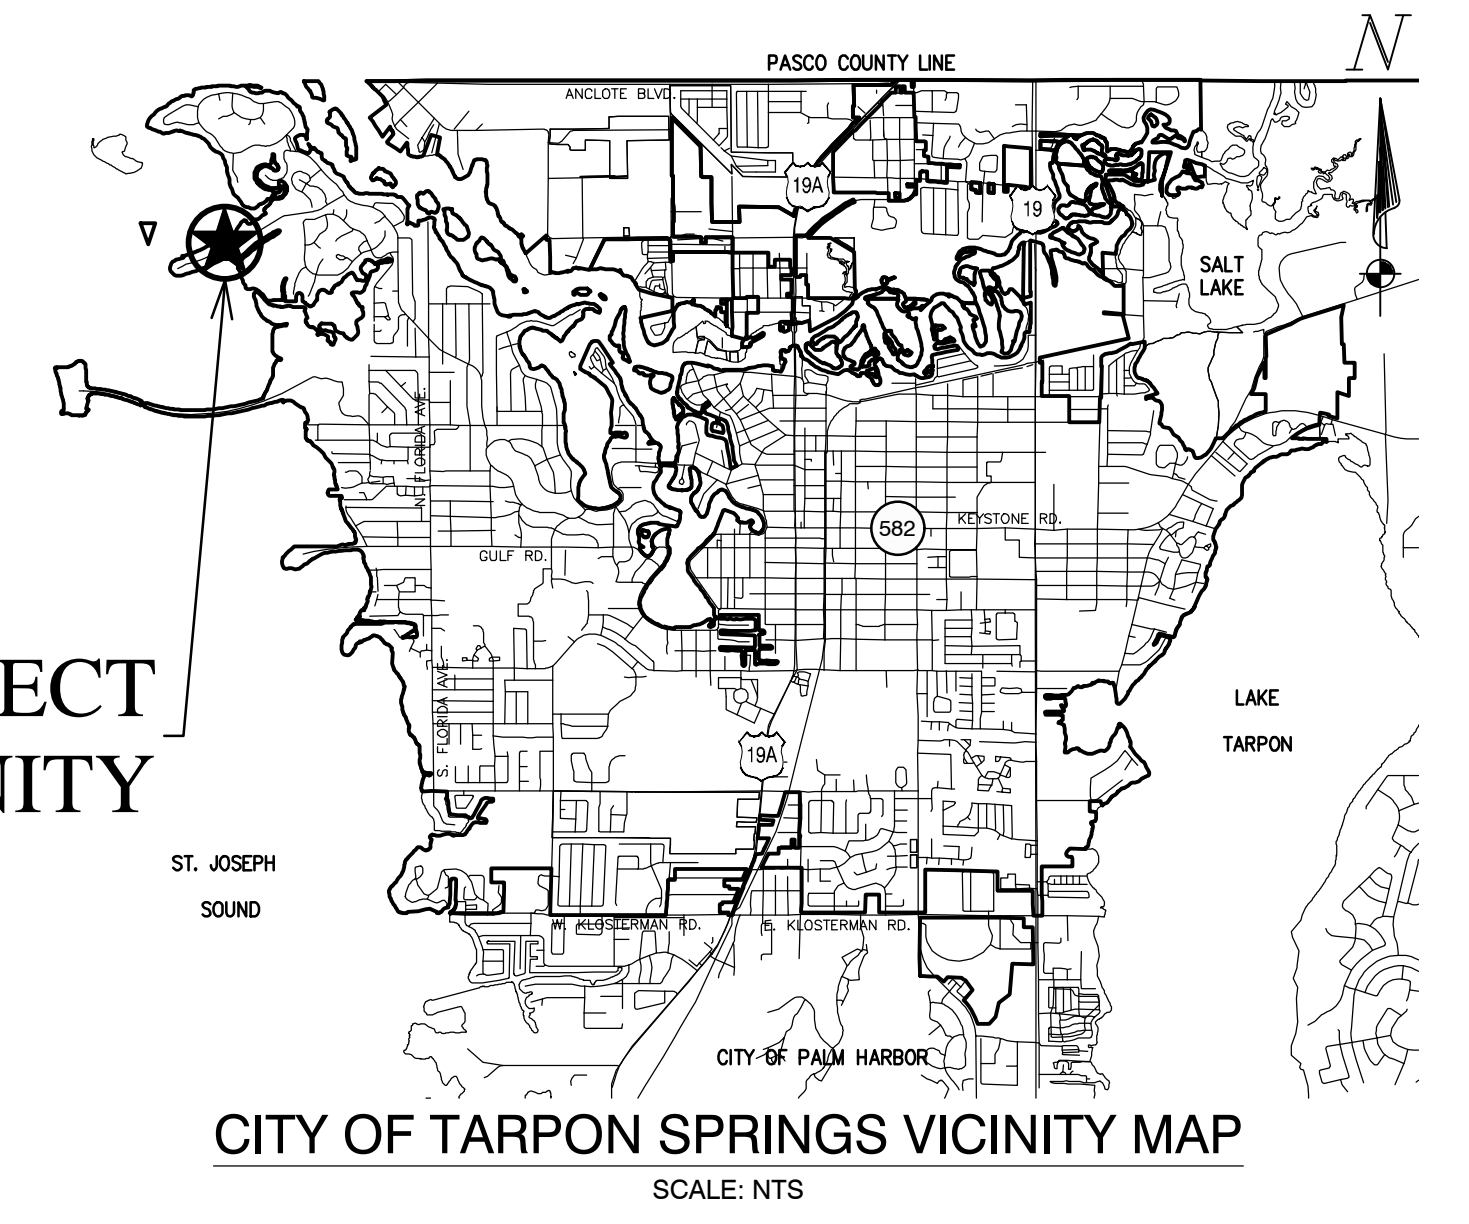 N
PASCO COUNTY LINE
ANCLOTE BLVD.
19A
19
SALT
LAKE
N. FLORIDA AVE.
582
KEYSTONE RD.
GULF RD.
ECT
NITY
S. FLORIDA AVE.
LAKE
TARPON
19A
ST. JOSEPH
SOUND
W. KLOSTERMAN RD.
E. KLOSTERMAN RD.
CITY OF PALM HARBOR
CITY OF TARPON SPRINGS VICINITY MAP
SCALE: NTS